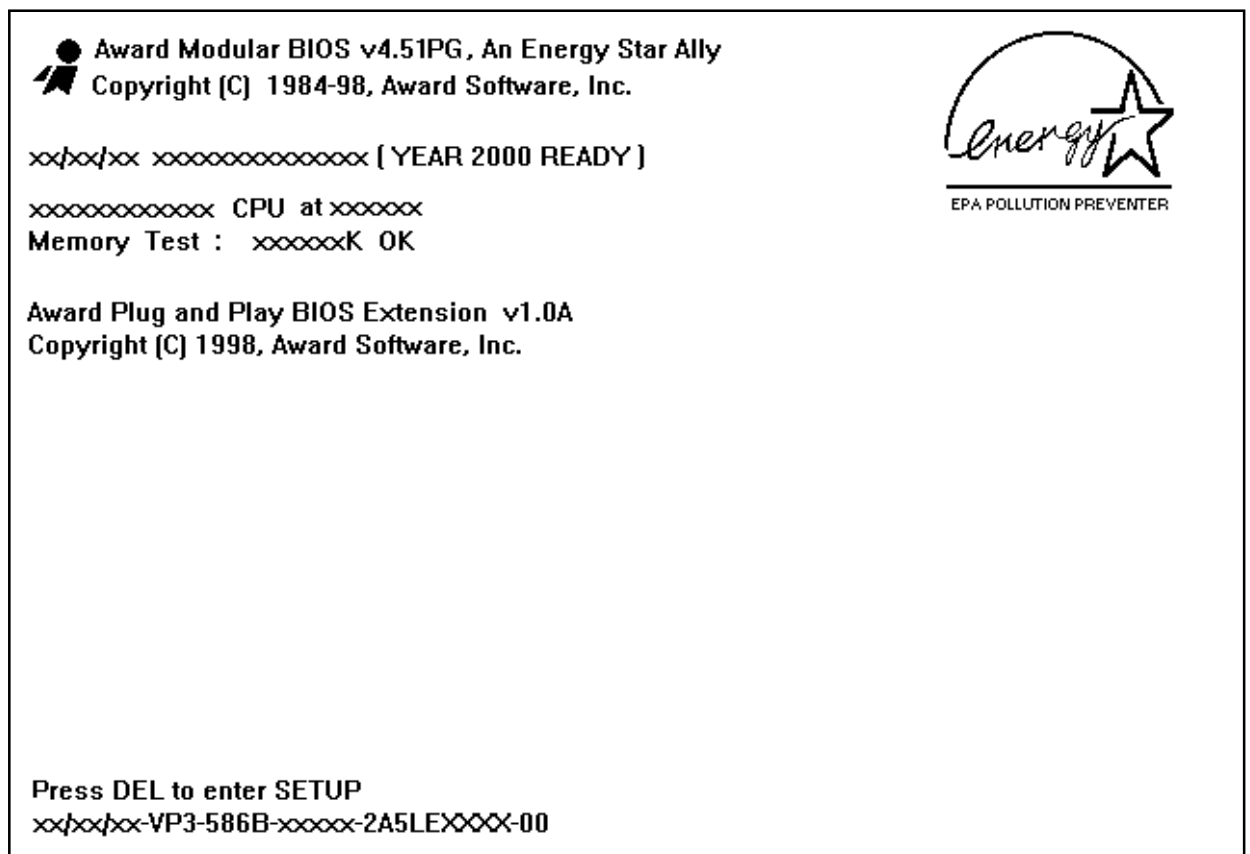 Award Modular BIOS v4.51PG, An Energy Star Ally
Copyright (C) 1984-98, Award Software, Inc.
energy
EPA POLLUTION PREVENTER
xx/xx/xx xxxxxxxxxxxxxx ( YEAR 2000 READY )
xxxxxxxxxxxx CPU at xxxxxx
Memory Test : xxxxxxK OK
Award Plug and Play BIOS Extension v1.0A
Copyright (C) 1998, Award Software, Inc.
Press DEL to enter SETUP
xx/xx/xx-VP3-586B-xxxxx-2A5LEXXXX-00